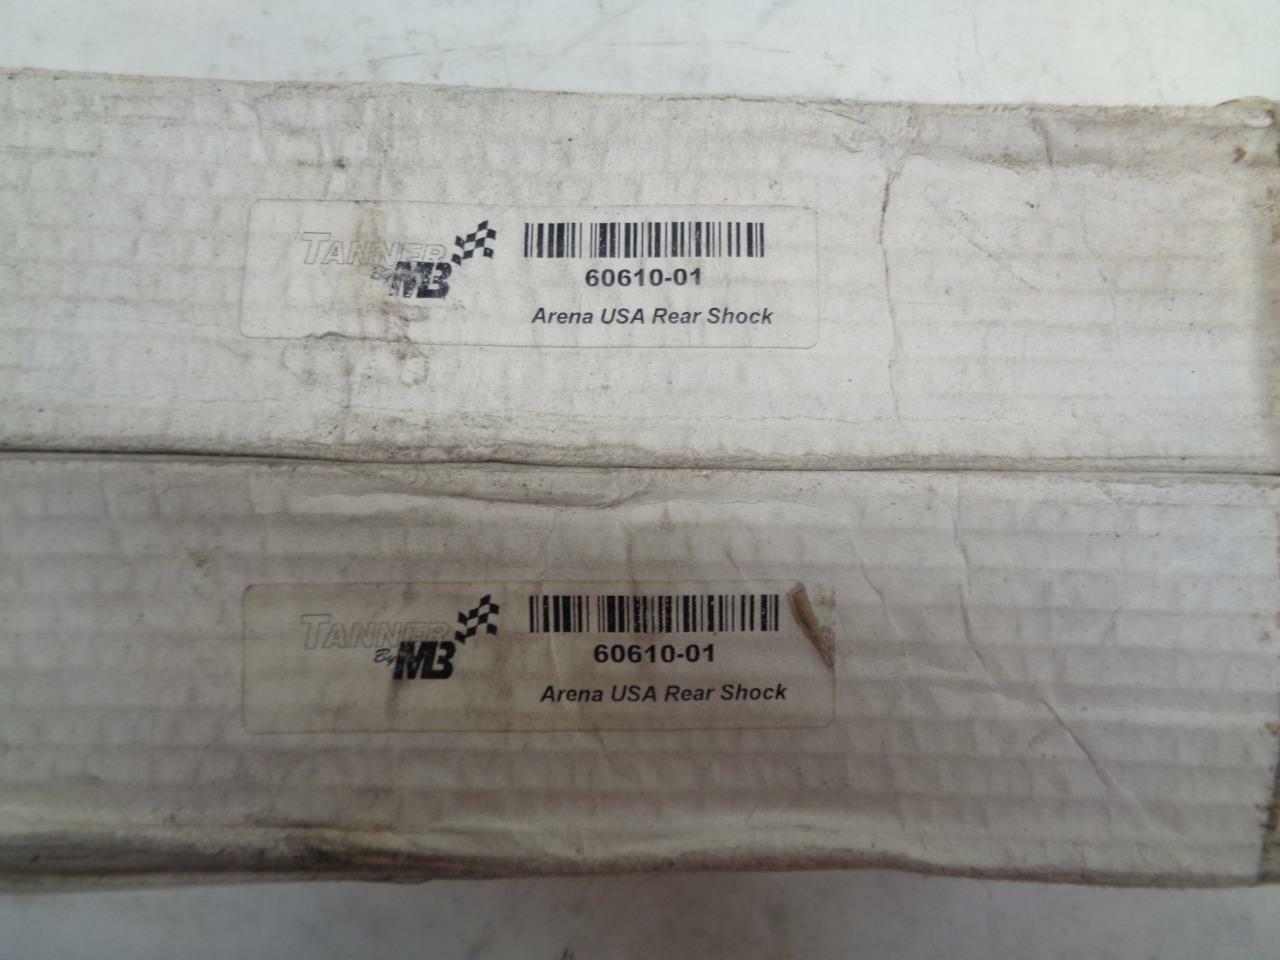 TANNER
By MB
60610-01
Arena USA Rear Shock
TANNER
By MB
60610-01
Arena USA Rear Shock